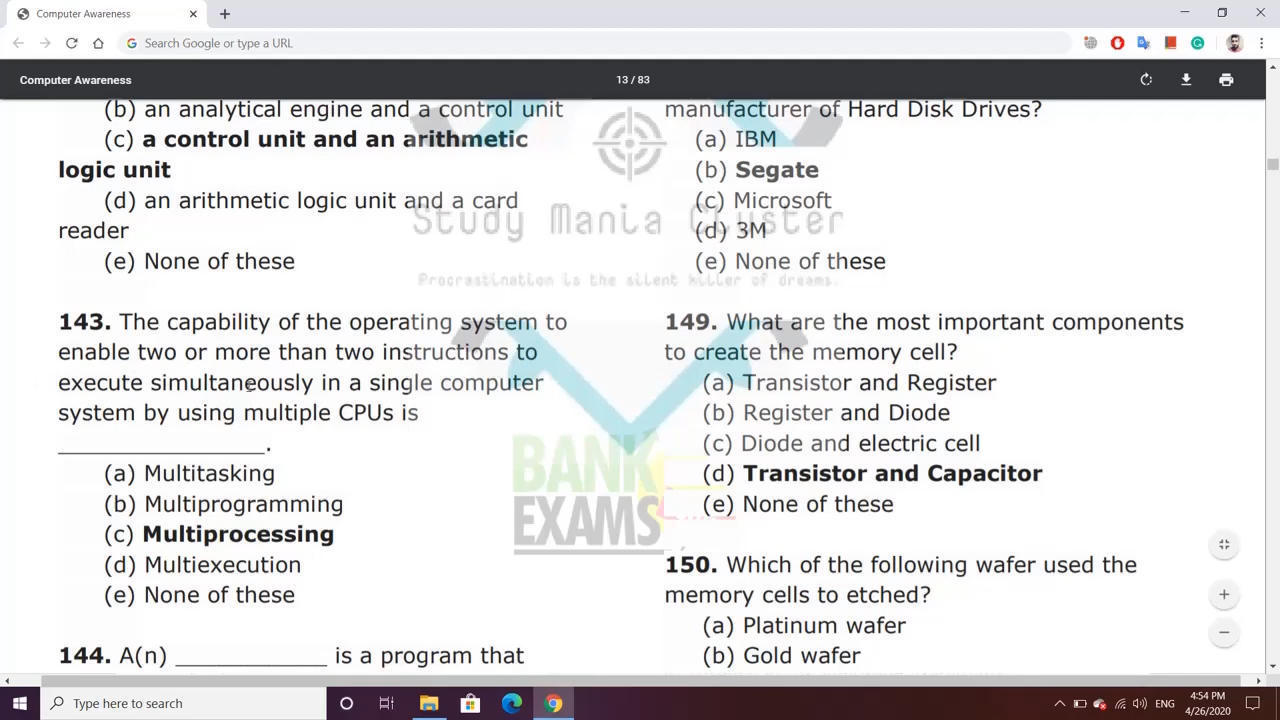 Computer Awareness
Search Google or type a URL
Computer Awareness
13 / 83
(b) an analytical engine and a control unit
(c) a control unit and an arithmetic
logic unit
(d) an arithmetic logic unit and a card
reader
(e) None of these
143. The capability of the operating system to
enable two or more than two instructions to
execute simultaneously in a single computer
system by using multiple CPUs is
_______________.
(a) Multitasking
(b) Multiprogramming
(c) Multiprocessing
(d) Multiexecution
(e) None of these
144. A(n) ___________ is a program that
manufacturer of Hard Disk Drives?
(a) IBM
(b) Segate
(c) Microsoft
(d) 3M
(e) None of these
149. What are the most important components
to create the memory cell?
(a) Transistor and Register
(b) Register and Diode
(c) Diode and electric cell
(d) Transistor and Capacitor
(e) None of these
150. Which of the following wafer used the
memory cells to etched?
(a) Platinum wafer
(b) Gold wafer
Study Mania Cluster
Procrastination is the silent killer of dreams.
BANK
EXAMS
Type here to search
ENG
4:54 PM
4/26/2020